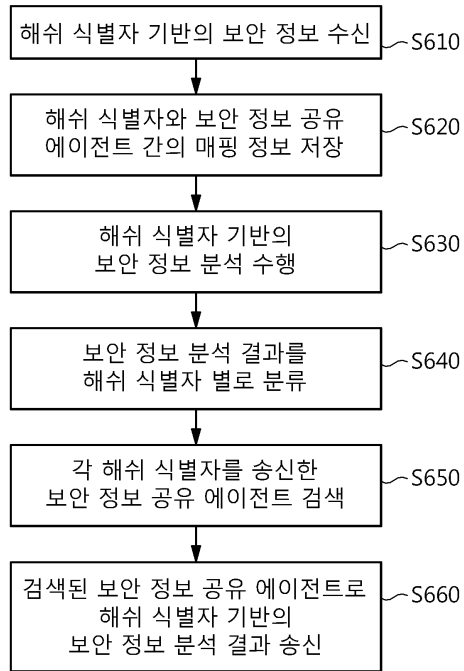 해쉬 식별자 기반의 보안 정보 수신
S610
해쉬 식별자와 보안 정보 공유
에이전트 간의 매핑 정보 저장
S620
해쉬 식별자 기반의
보안 정보 분석 수행
S630
보안 정보 분석 결과를
해쉬 식별자 별로 분류
S640
각 해쉬 식별자를 송신한
보안 정보 공유 에이전트 검색
S650
검색된 보안 정보 공유 에이전트로
해쉬 식별자 기반의
보안 정보 분석 결과 송신
S660